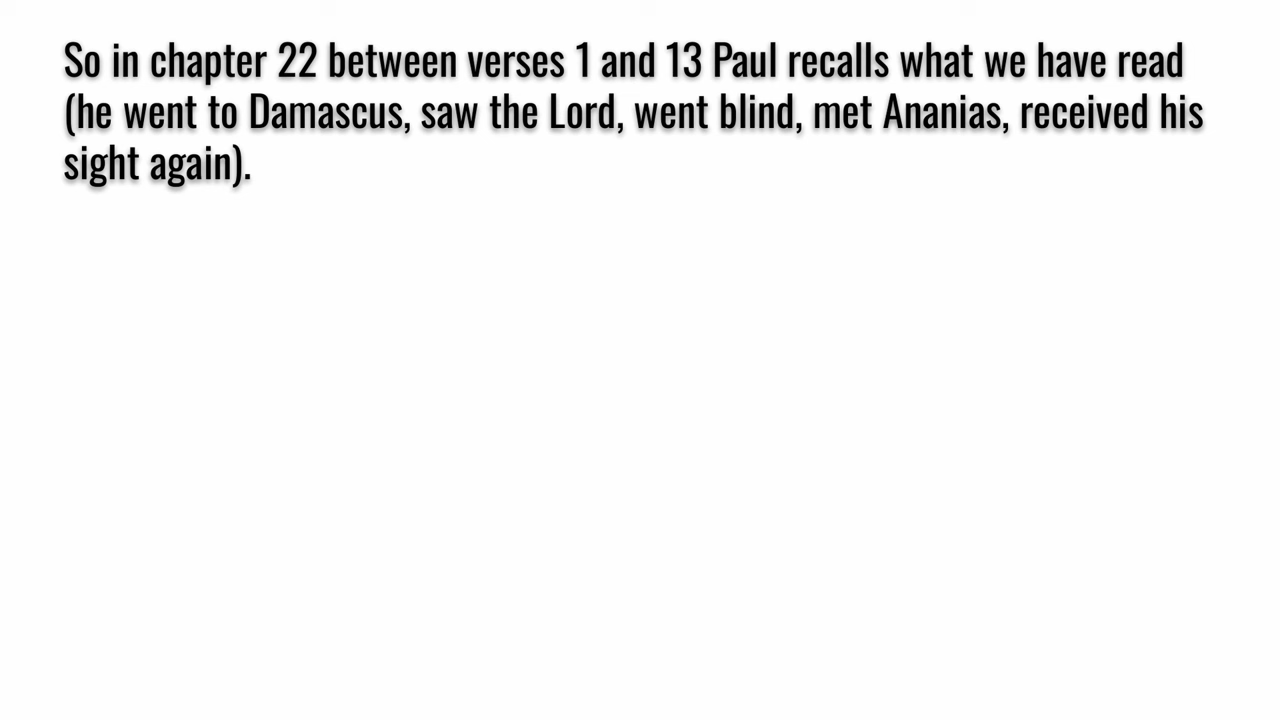 So in chapter 22 between verses 1 and 13 Paul recalls what we have read
(he went to Damascus, saw the Lord, went blind, met Ananias, received his
sight again).